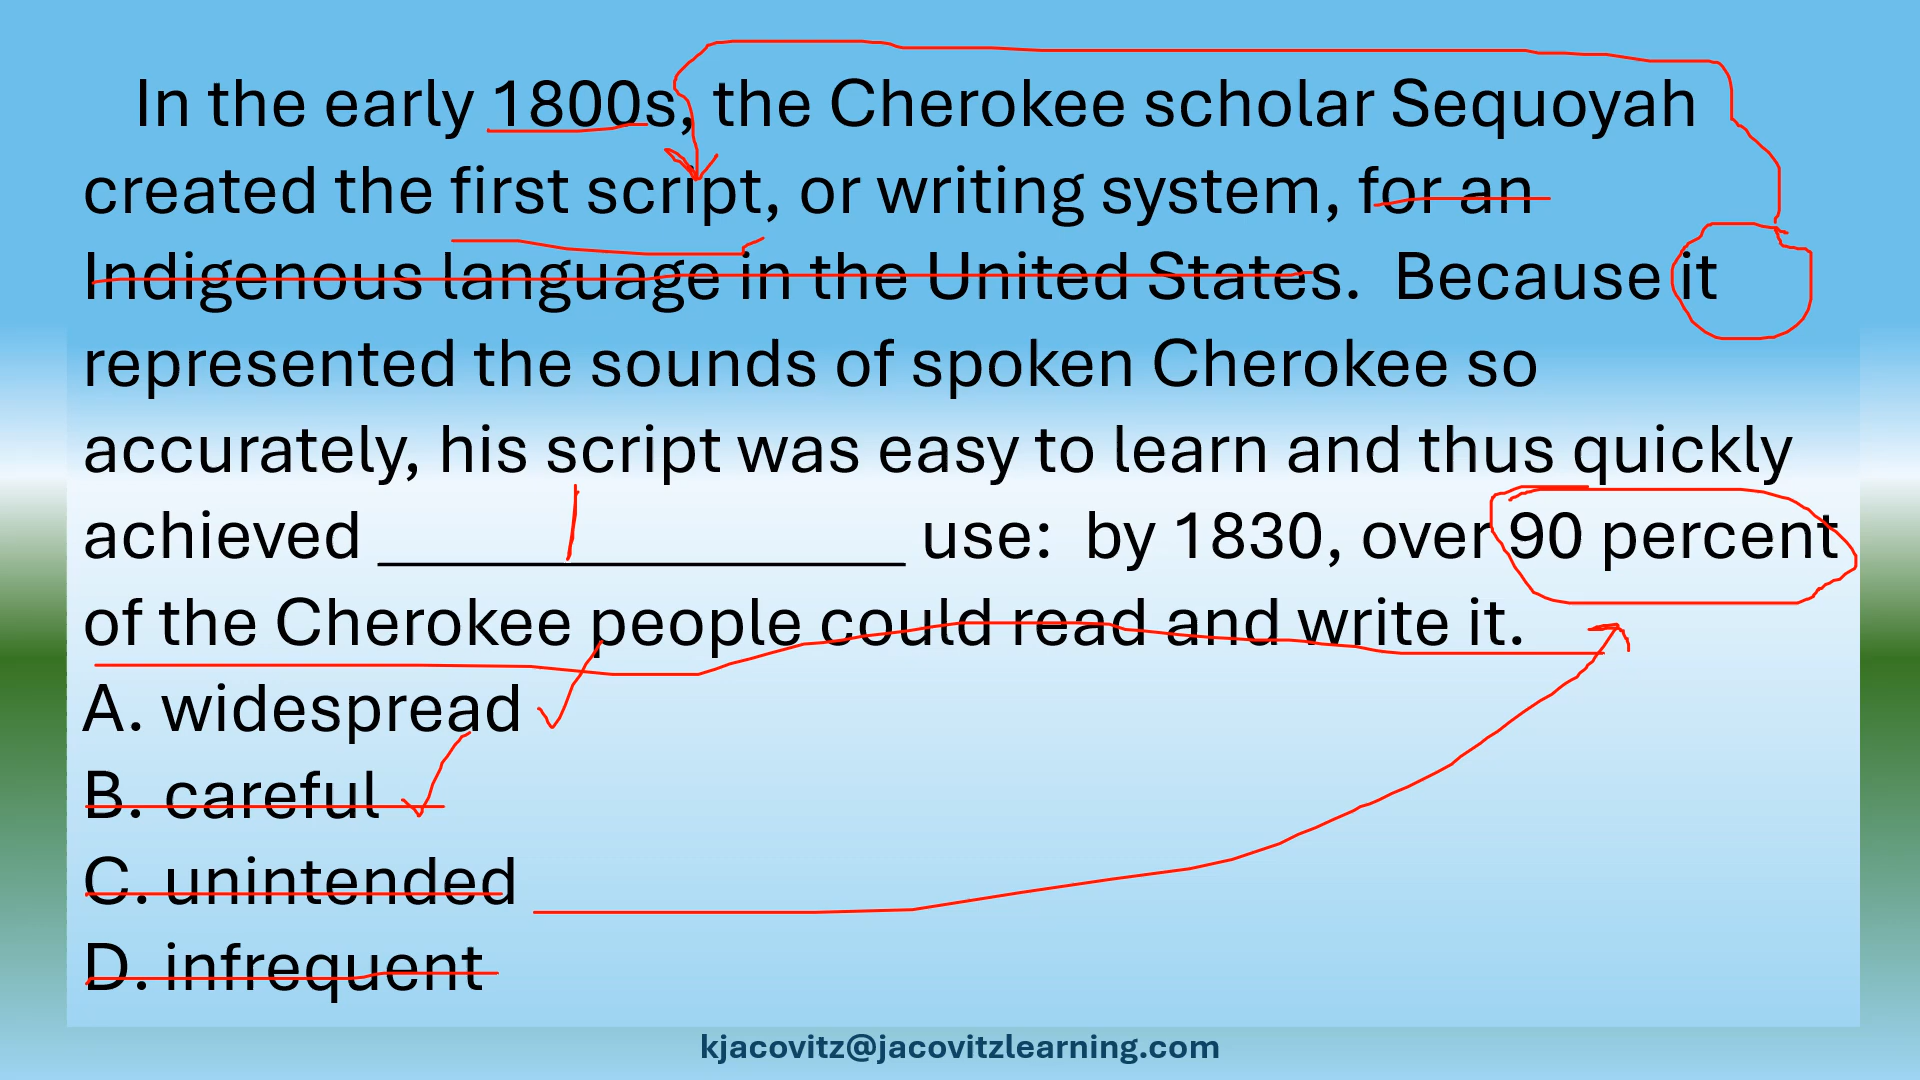 In the early 1800s, the Cherokee scholar Sequoyah
created the first script, or writing system, for an
Indigenous language in the United States.  Because it
represented the sounds of spoken Cherokee so
accurately, his script was easy to learn and thus quickly
achieved ________________ use:  by 1830, over 90 percent
of the Cherokee people could read and write it.
A. widespread
B. careful
C. unintended
D. infrequent
kjacovitz@jacovitzlearning.com